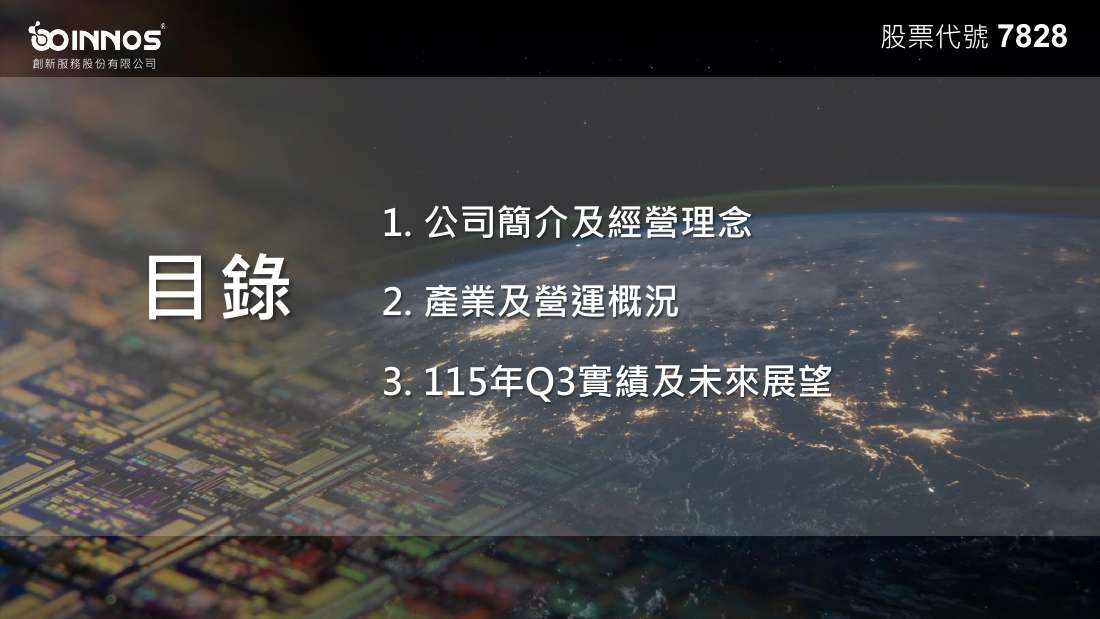 INNOS
創新服務股份有限公司
股票代號 7828
目錄
1. 公司簡介及經營理念
2. 產業及營運概況
3. 115年Q3實績及未來展望